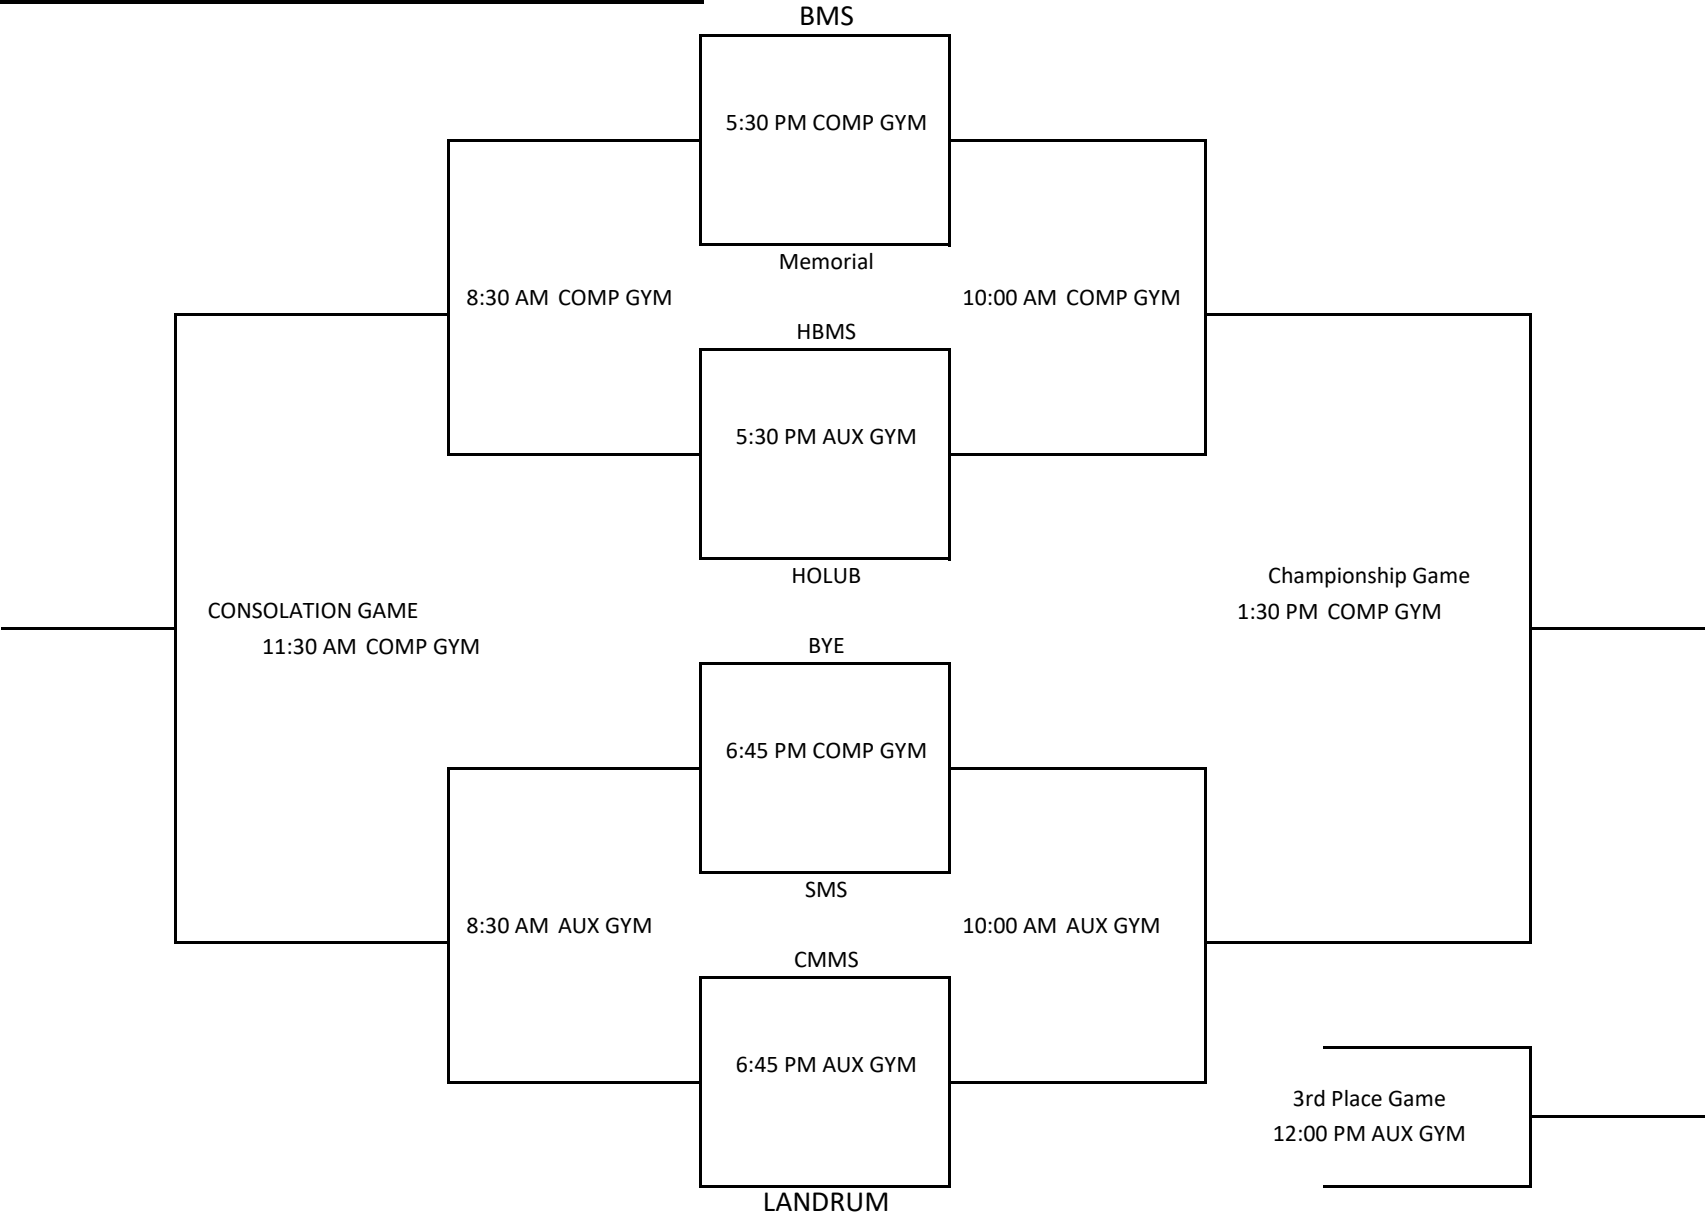 BMS
5:30 PM COMP GYM
Memorial
8:30 AM COMP GYM
10:00 AM COMP GYM
HBMS
5:30 PM AUX GYM
HOLUB
Championship Game
CONSOLATION GAME
1:30 PM COMP GYM
11:30 AM COMP GYM
BYE
6:45 PM COMP GYM
SMS
8:30 AM AUX GYM
10:00 AM AUX GYM
CMMS
6:45 PM AUX GYM
3rd Place Game
12:00 PM AUX GYM
LANDRUM